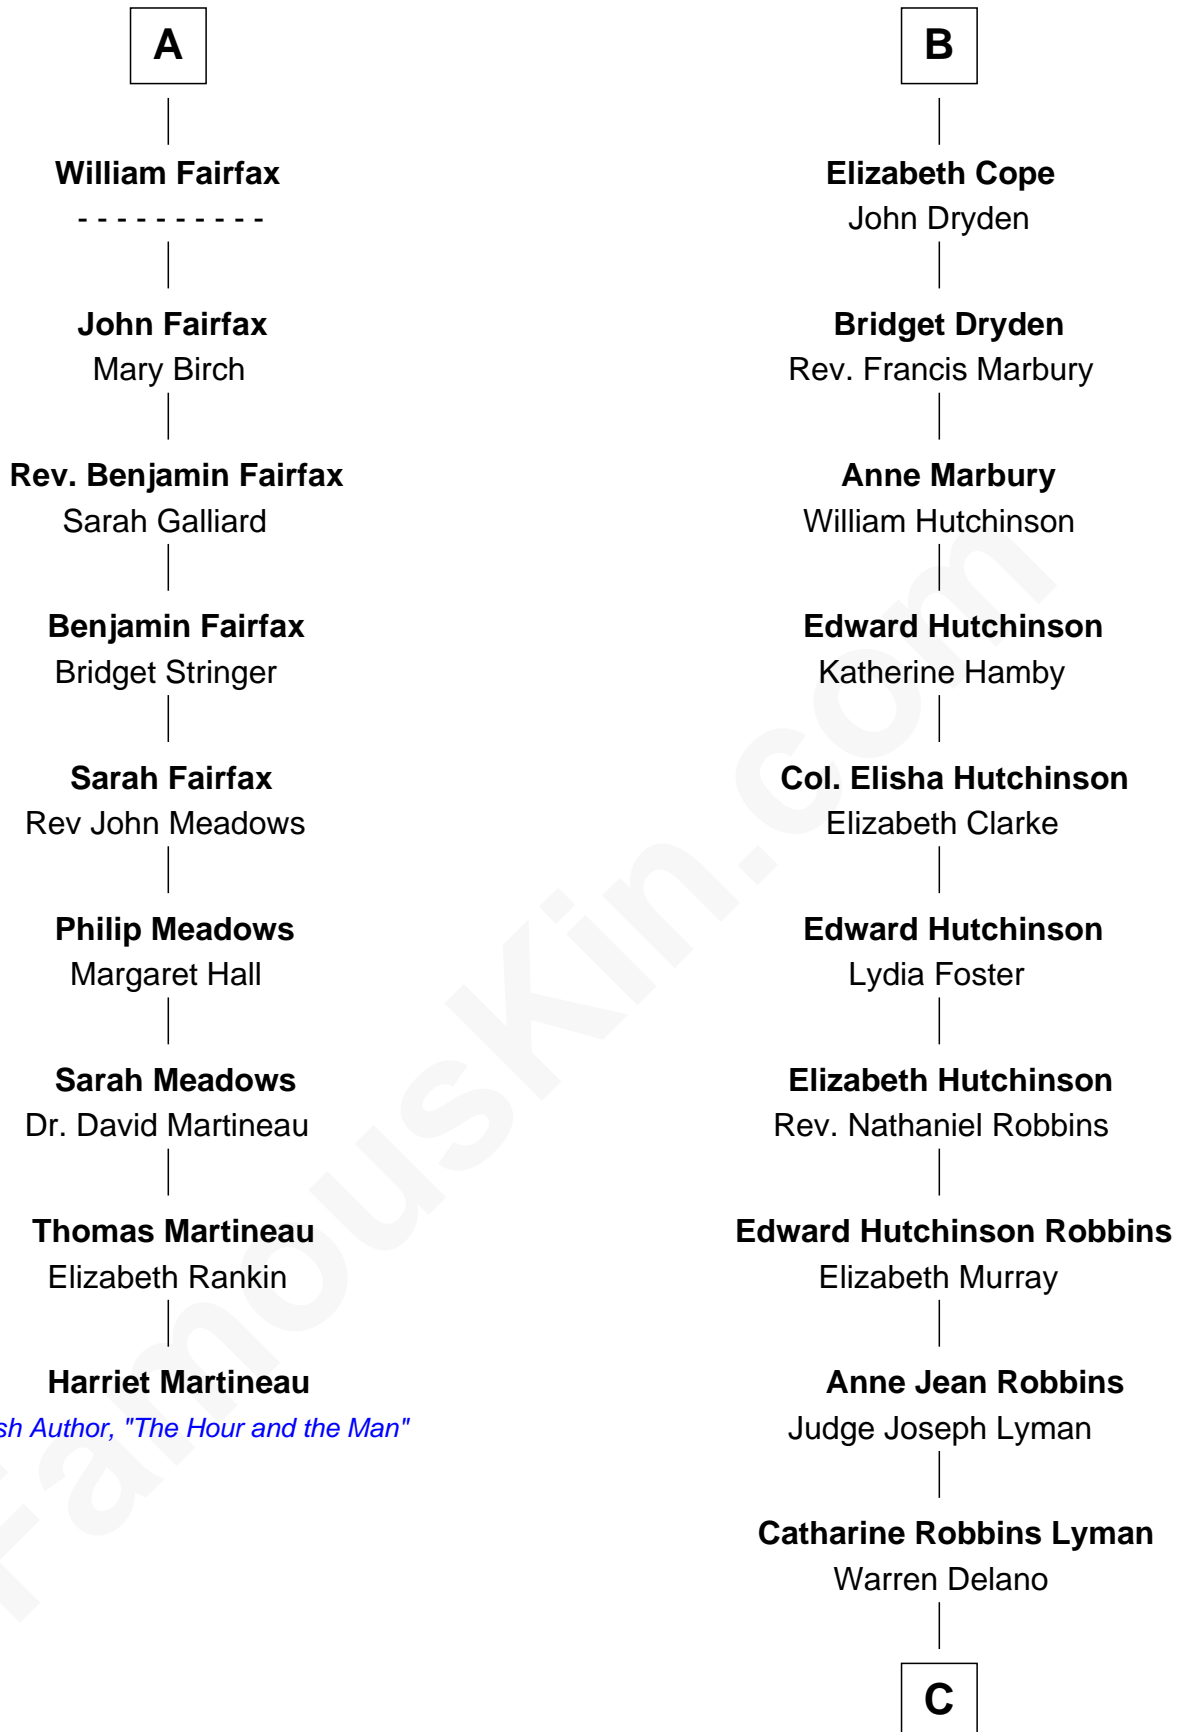 A
William Fairfax
- - - - - - - - - -
John Fairfax
Mary Birch
Rev. Benjamin Fairfax
Sarah Galliard
Benjamin Fairfax
Bridget Stringer
Sarah Fairfax
Rev John Meadows
Philip Meadows
Margaret Hall
Sarah Meadows
Dr. David Martineau
Thomas Martineau
Elizabeth Rankin
Harriet Martineau
Author, "The Hour and the Man"
B
Elizabeth Cope
John Dryden
Bridget Dryden
Rev. Francis Marbury
Anne Marbury
William Hutchinson
Edward Hutchinson
Katherine Hamby
Col. Elisha Hutchinson
Elizabeth Clarke
Edward Hutchinson
Lydia Foster
Elizabeth Hutchinson
Rev. Nathaniel Robbins
Edward Hutchinson Robbins
Elizabeth Murray
Anne Jean Robbins
Judge Joseph Lyman
Catharine Robbins Lyman
Warren Delano
C
FamousKin.com